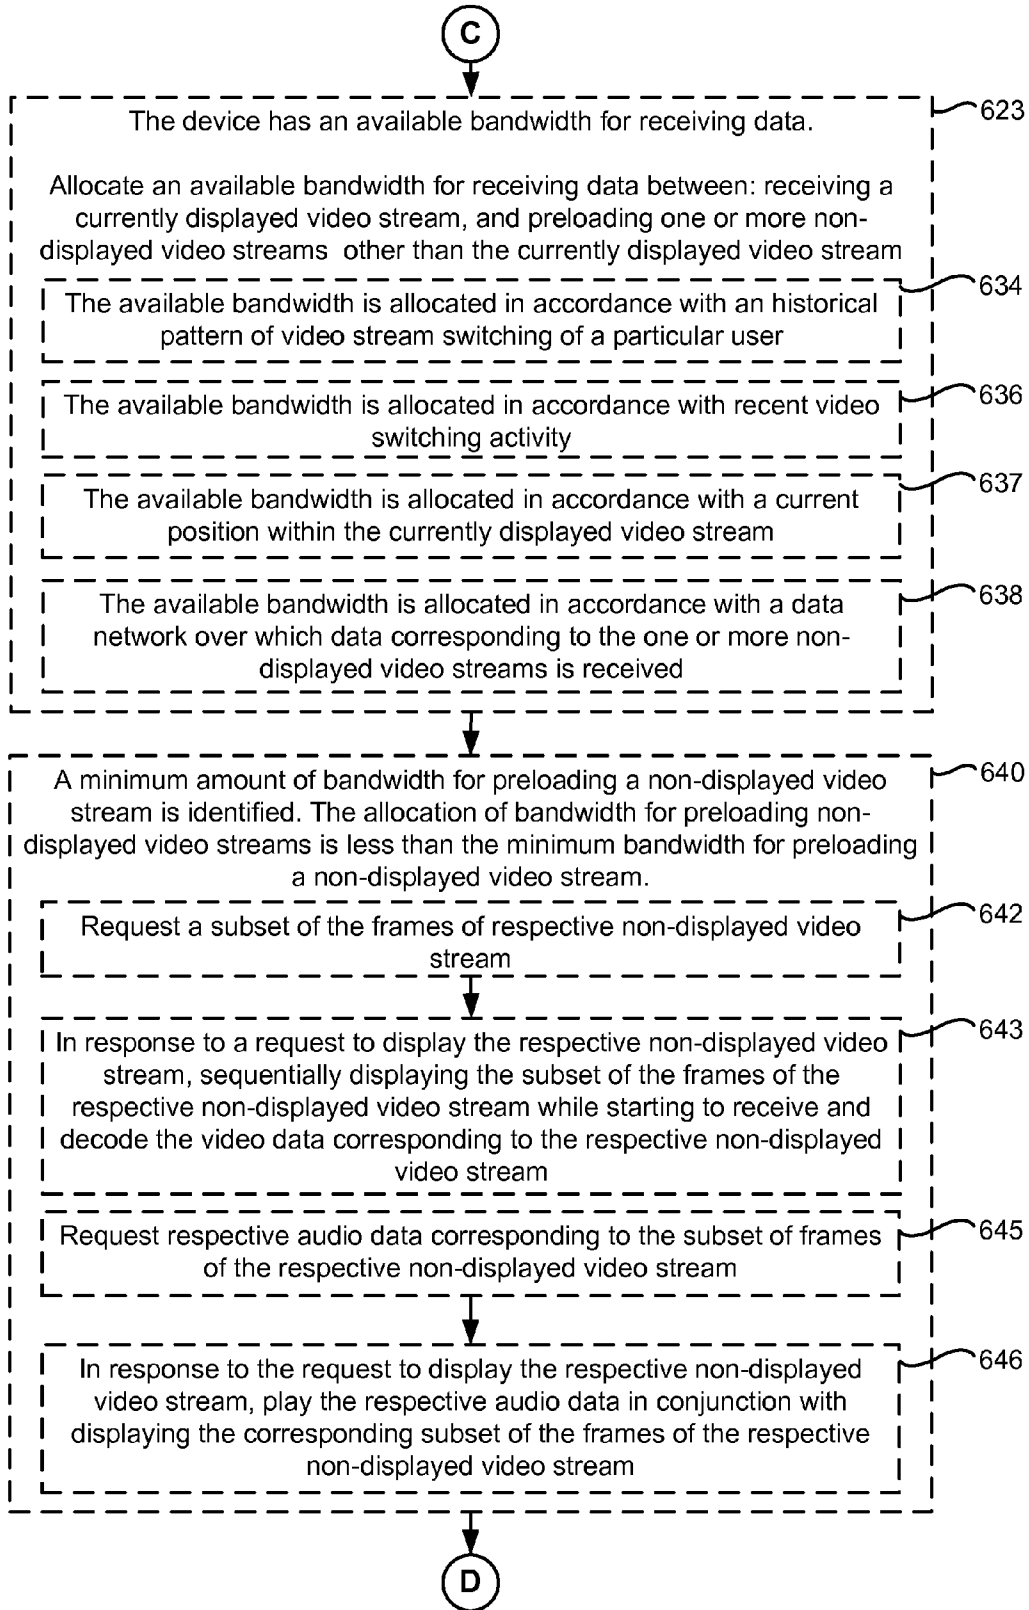 C
623
The device has an available bandwidth for receiving data.
Allocate an available bandwidth for receiving data between: receiving a
currently displayed video stream, and preloading one or more non-
displayed video streams other than the currently displayed video stream
634
The available bandwidth is allocated in accordance with an historical
pattern of video stream switching of a particular user
636
The available bandwidth is allocated in accordance with recent video
switching activity
637
The available bandwidth is allocated in accordance with a current
position within the currently displayed video stream
638
The available bandwidth is allocated in accordance with a data
network over which data corresponding to the one or more non-
displayed video streams is received
640
A minimum amount of bandwidth for preloading a non-displayed video
stream is identified. The allocation of bandwidth for preloading non-
displayed video streams is less than the minimum bandwidth for preloading
a non-displayed video stream.
642
Request a subset of the frames of respective non-displayed video
stream
643
In response to a request to display the respective non-displayed video
stream, sequentially displaying the subset of the frames of the
respective non-displayed video stream while starting to receive and
decode the video data corresponding to the respective non-displayed
video stream
645
Request respective audio data corresponding to the subset of frames
of the respective non-displayed video stream
646
In response to the request to display the respective non-displayed
video stream, play the respective audio data in conjunction with
displaying the corresponding subset of the frames of the respective
non-displayed video stream
D